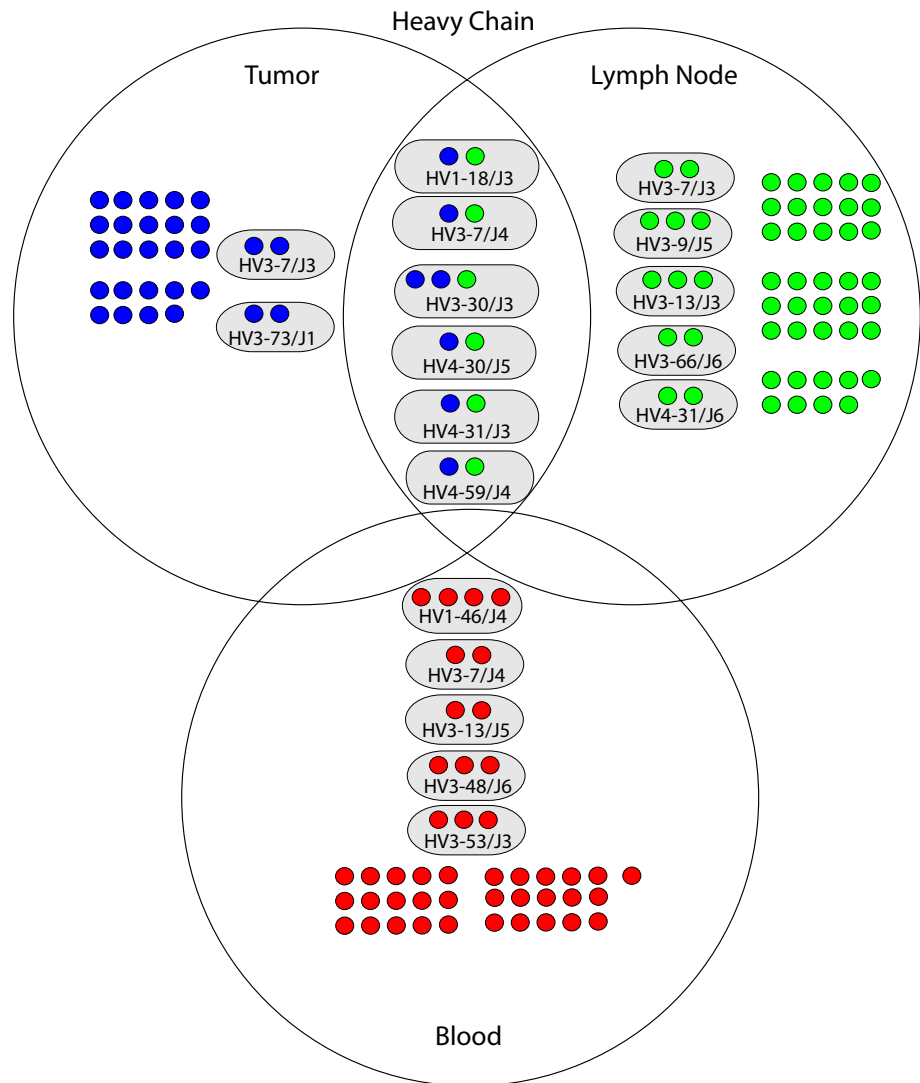 Heavy Chain
Tumor
Lymph Node
HV1-18/J3
HV3-7/J4
HV3-30/J3
HV4-30/J5
HV4-31/J3
HV4-59/J4
HV3-7/J3
HV3-73/J1
HV3-7/J3
HV3-9/J5
HV3-13/J3
HV3-66/J6
HV4-31/J6
HV1-46/J4
HV3-7/J4
HV3-13/J5
HV3-48/J6
HV3-53/J3
Blood